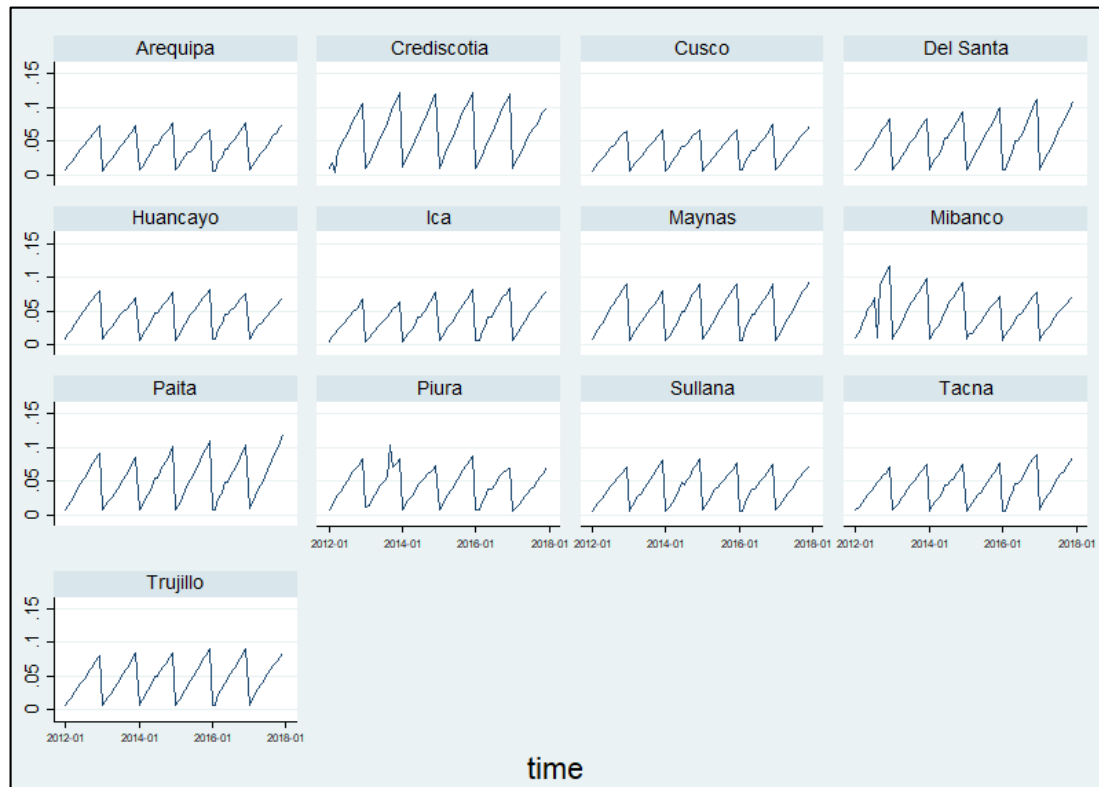 Arequipa Crediscotia Cusco Del Santa
.15
.1
.05
0
Huancayo Ica Maynas Mibanco
.15
.1
.05
0
Paita Piura Sullana Tacna
.15
.1
.05
0
2012-01 2014-01 2016-01 2018-01 2012-01 2014-01 2016-01 2018-01 2012-01 2014-01 2016-01 2018-01
Trujillo
.15
.1
.05
0
2012-01 2014-01 2016-01 2018-01
time